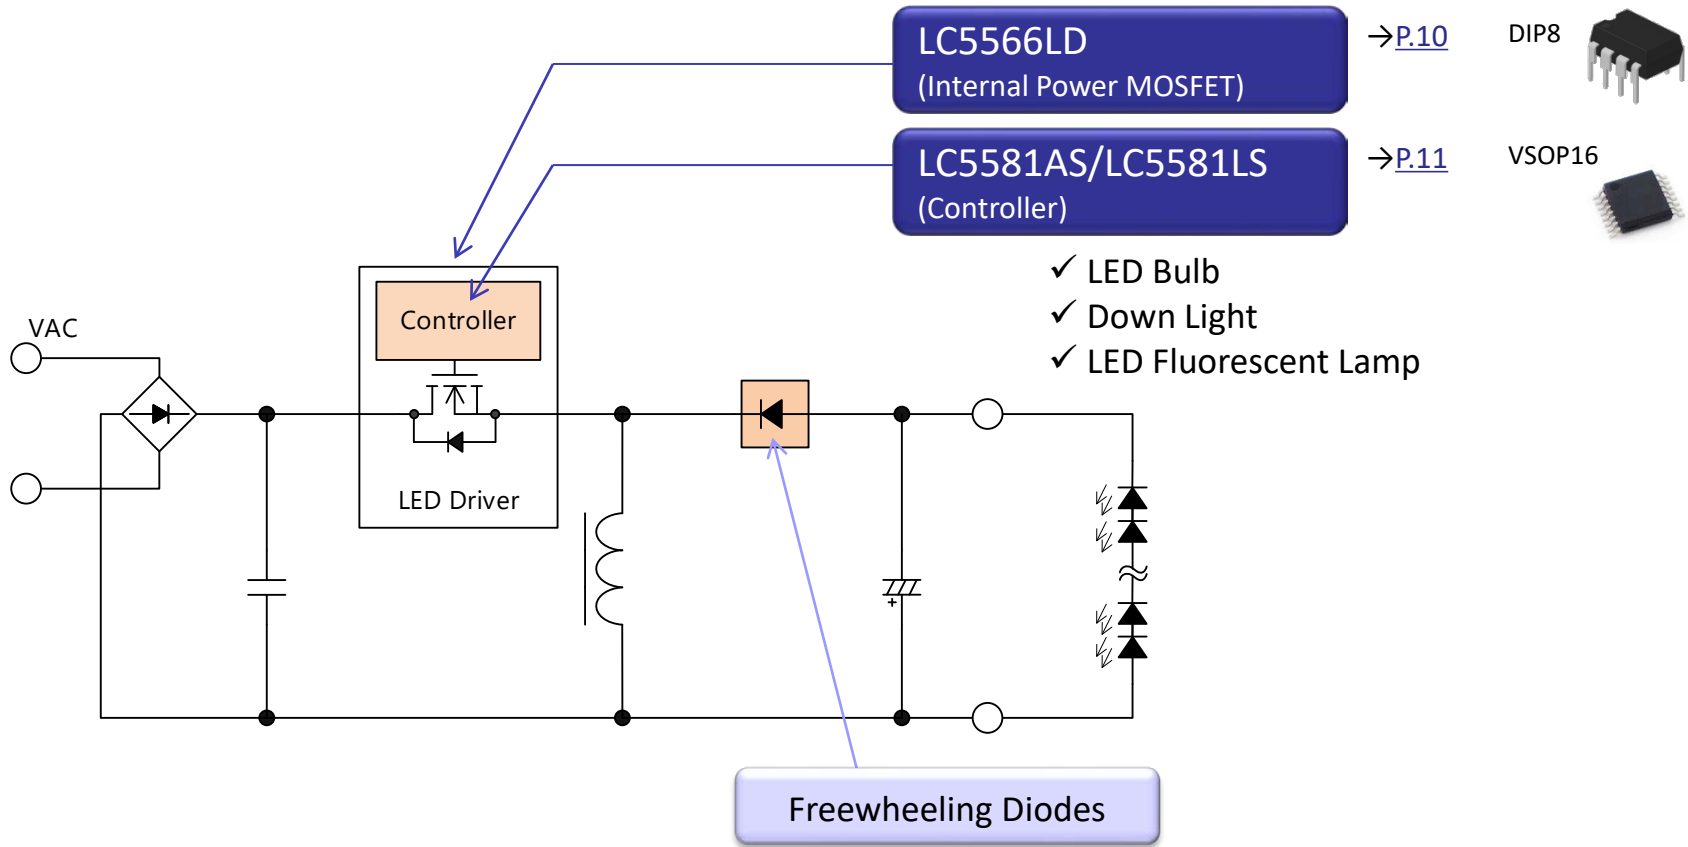 LC5566LD
(Internal Power MOSFET)
→P.10
DIP8
LC5581AS/LC5581LS
(Controller)
→P.11
VSOP16
✓ LED Bulb
✓ Down Light
✓ LED Fluorescent Lamp
Controller
VAC
LED Driver
+
Freewheeling Diodes